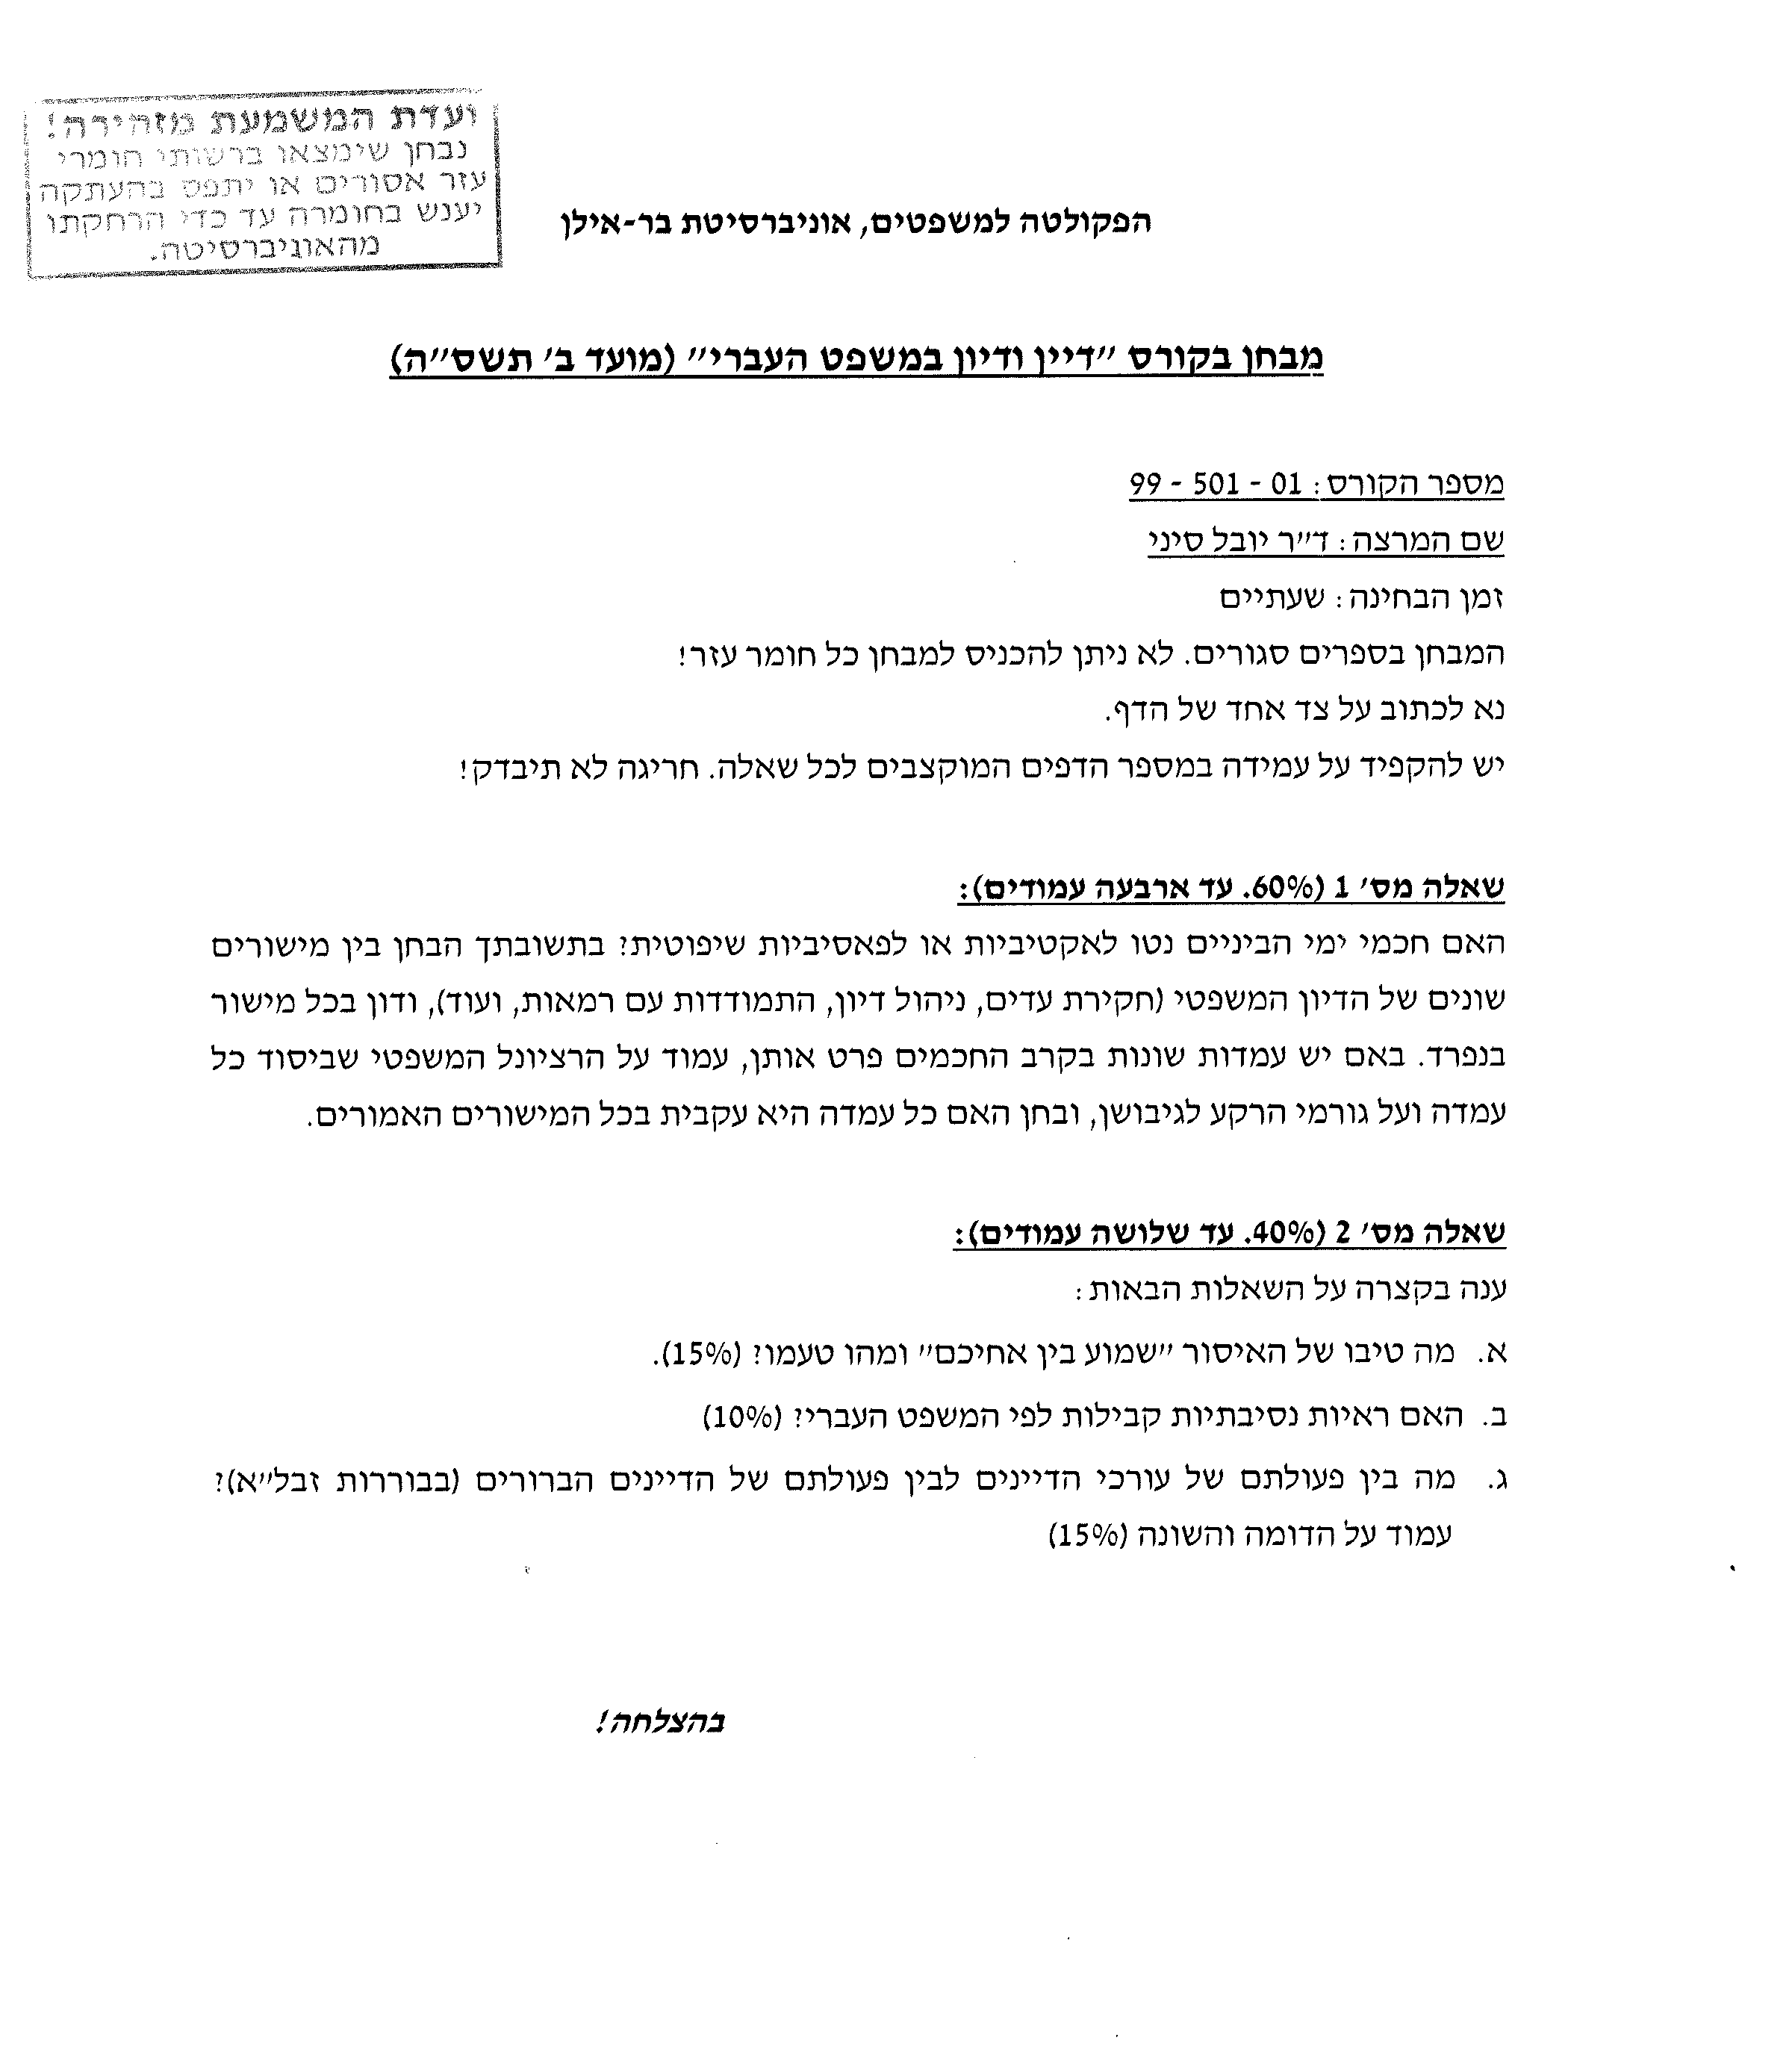 ועדת המשמעת מזהירה!
נבחן שימצאו ברשותו חומרי
עזר אסורים או יתפס בהעתקה
יענש בחומרה עד כדי הרחקתו
מהאוניברסיטה.
הפקולטה למשפטים, אוניברסיטת בר-אילן
מבחן בקורס "דיין ודיון במשפט העברי" (מועד ב' תשס"ה)
מספר הקורס: 01 - 501 - 99
שם המרצה: ד"ר יובל סיני
זמן הבחינה: שעתיים
המבחן בספרים סגורים. לא ניתן להכניס למבחן כל חומר עזר!
נא לכתוב על צד אחד של הדף.
יש להקפיד על עמידה במספר הדפים המוקצבים לכל שאלה. חריגה לא תיבדק!
שאלה מס' 1 (60%. עד ארבעה עמודים):
האם חכמי ימי הביניים נטו לאקטיביות או לפאסיביות שיפוטית? בתשובתך הבחן בין מישורים
שונים של הדיון המשפטי (חקירת עדים, ניהול דיון, התמודדות עם רמאות, ועוד), ודון בכל מישור
בנפרד. באם יש עמדות שונות בקרב החכמים פרט אותן, עמוד על הרציונל המשפטי שביסוד כל
עמדה ועל גורמי הרקע לגיבושן, ובחן האם כל עמדה היא עקבית בכל המישורים האמורים.
שאלה מס' 2 (40%. עד שלושה עמודים):
ענה בקצרה על השאלות הבאות:
א. מה טיבו של האיסור "שמוע בין אחיכם" ומהו טעמו? (15%).
ב. האם ראיות נסיבתיות קבילות לפי המשפט העברי? (10%)
ג. מה בין פעולתם של עורכי הדיינים לבין פעולתם של הדיינים הברורים (בבוררות זבל"א)?
עמוד על הדומה והשונה (15%)
בהצלחה!